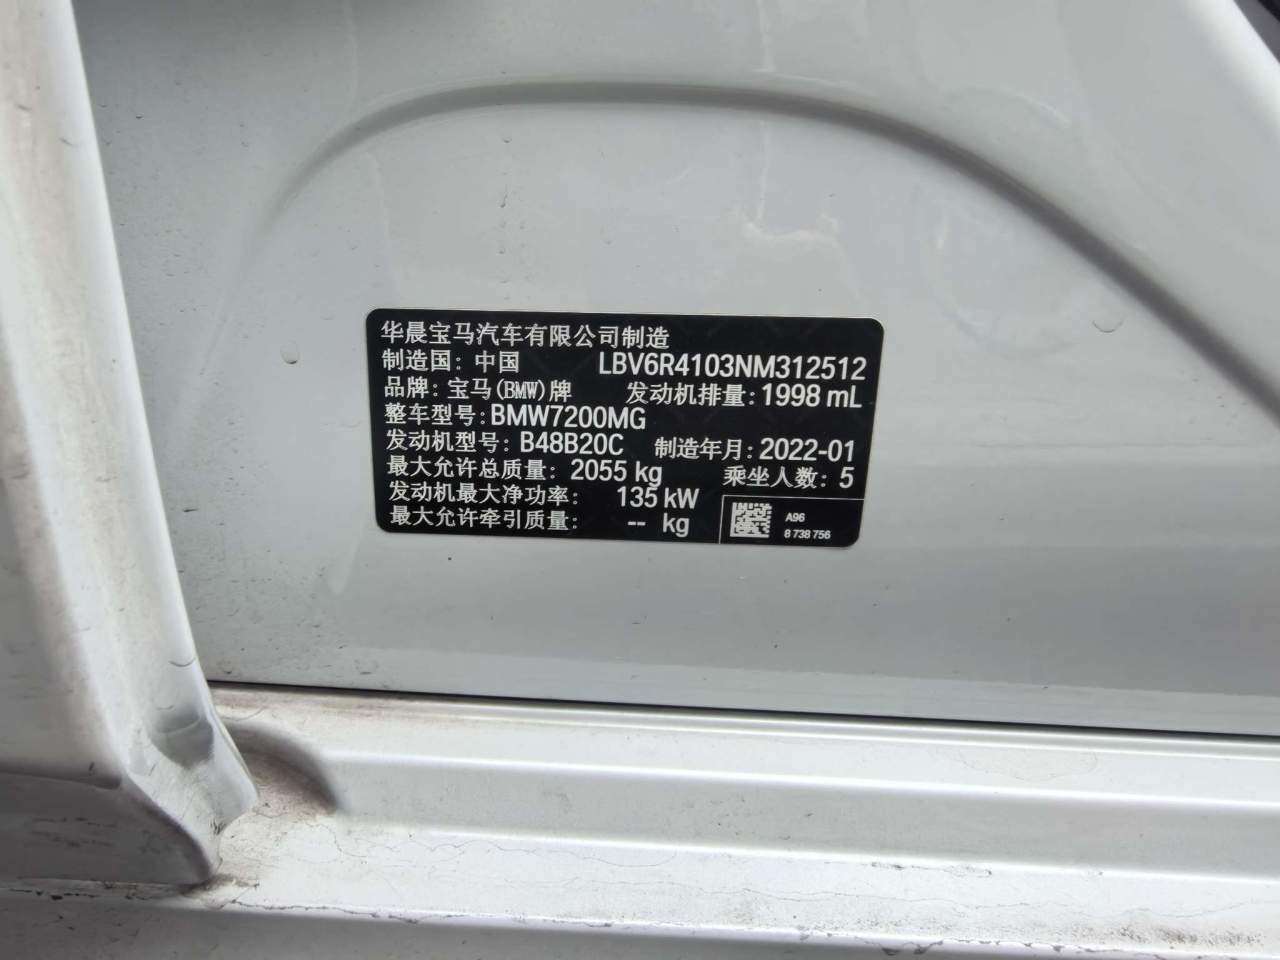 华晨宝马汽车有限公司制造
制造国: 中国 LBV6R4103NM312512
品牌: 宝马(BMW)牌 发动机排量: 1998 mL
整车型号: BMW7200MG
发动机型号: B48B20C 制造年月: 2022-01
最大允许总质量: 2055 kg 乘坐人数: 5
发动机最大净功率: 135 kW
最大允许牵引质量: -- kg
A96
8 738 756